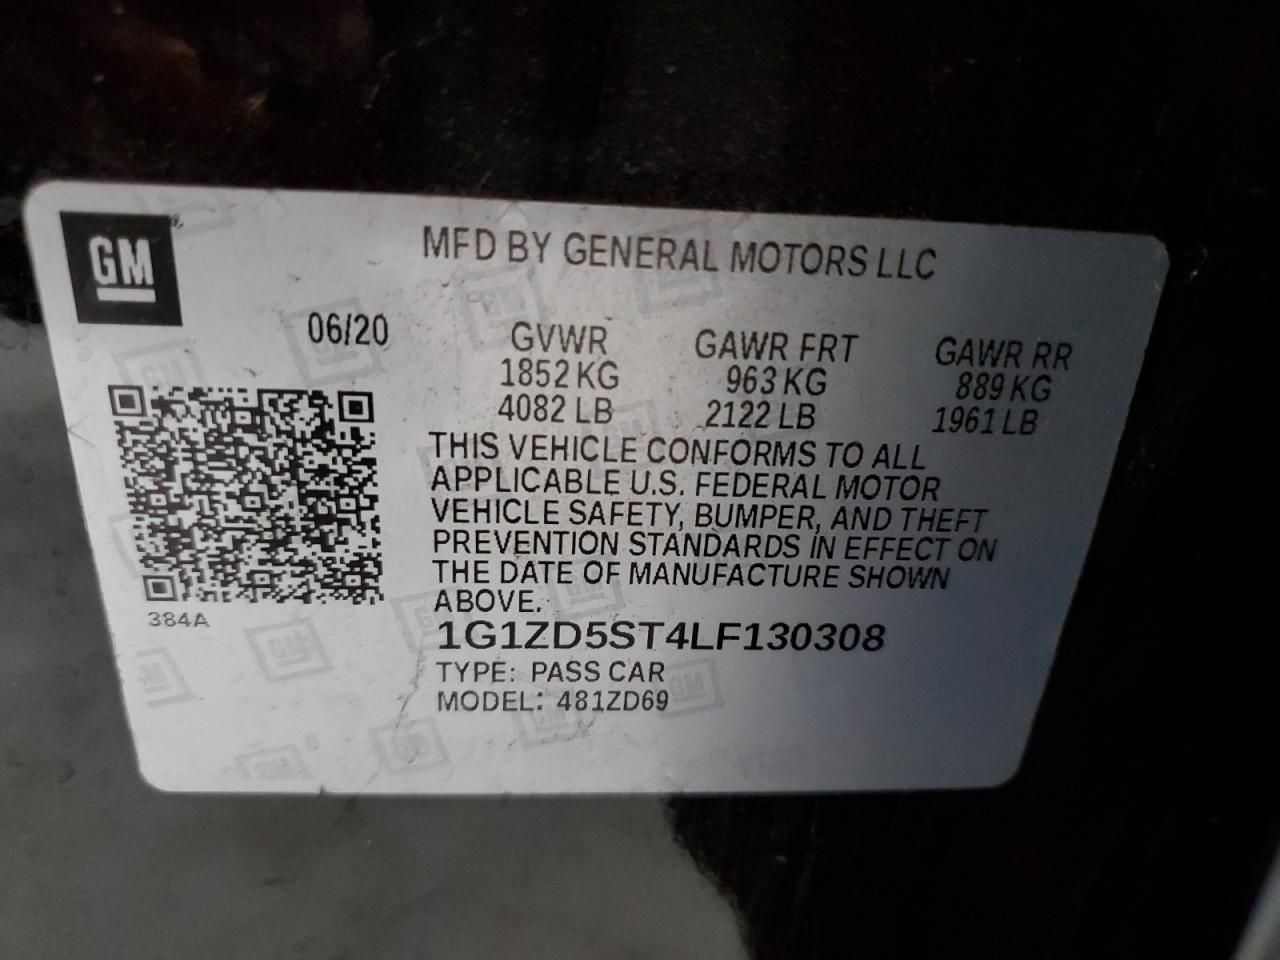 GM
MFD BY GENERAL MOTORS LLC
06/20
GVWR GAWR FRT GAWR RR
1852 KG 963 KG 889 KG
4082 LB 2122 LB 1961 LB
THIS VEHICLE CONFORMS TO ALL
APPLICABLE U.S. FEDERAL MOTOR
VEHICLE SAFETY, BUMPER, AND THEFT
PREVENTION STANDARDS IN EFFECT ON
THE DATE OF MANUFACTURE SHOWN
ABOVE.
384A
1G1ZD5ST4LF130308
TYPE: PASS CAR
MODEL: 481ZD69